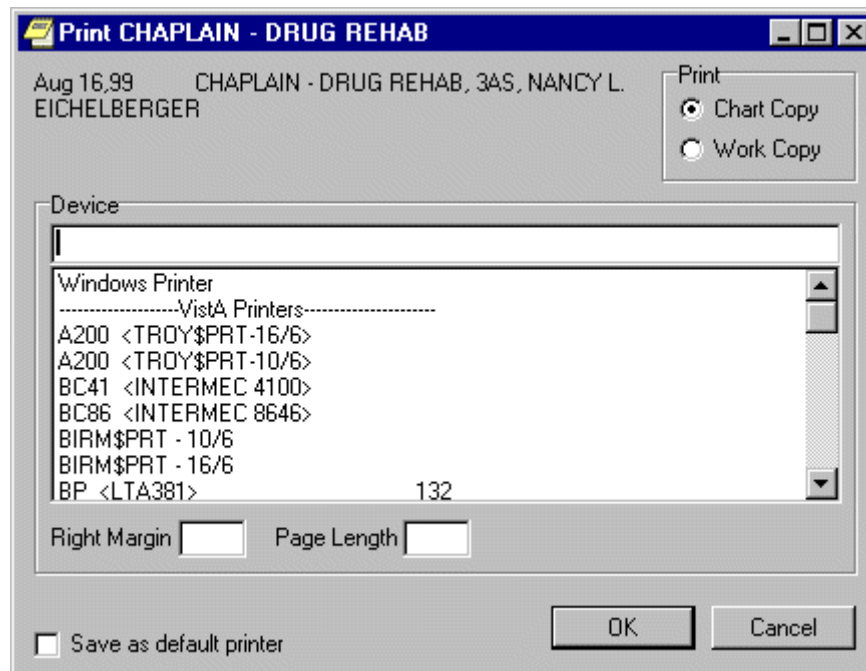 Print CHAPLAIN - DRUG REHAB
Aug 16,99 CHAPLAIN - DRUG REHAB, 3AS, NANCY L.
EICHELBERGER
Print
Chart Copy
Work Copy
Device
Windows Printer
--------------------VistA Printers----------------------
A200 <TROY$PRT-16/6>
A200 <TROY$PRT-10/6>
BC41 <INTERMEC 4100>
BC86 <INTERMEC 8646>
BIRM$PRT - 10/6
BIRM$PRT - 16/6
BP <LTA381> 132
Right Margin Page Length
OK Cancel
Save as default printer